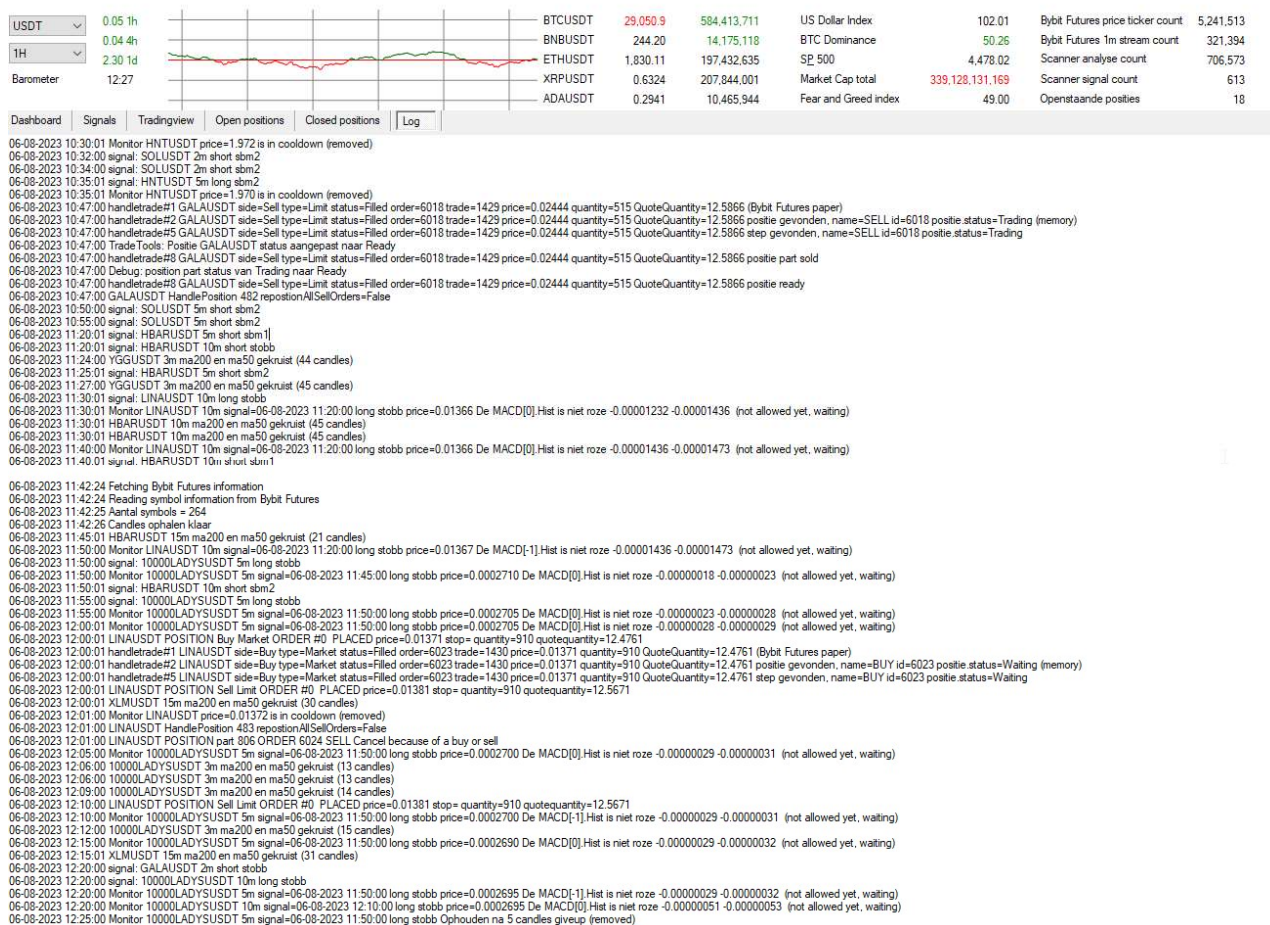 USDT 0.05 1h BTCUSDT 29,050.9 584,413,711 US Dollar Index 102.01 Bybit Futures price ticker count 5,241,513
0.04 4h BNBUSDT 244.20 14,175,118 BTC Dominance 50.26 Bybit Futures 1m stream count 321,394
1H 2.30 1d ETHUSDT 1,830.11 197,432,635 SP 500 4,478.02 Scanner analyse count 706,573
Barometer 12:27 XRPUSDT 0.6324 207,844,001 Market Cap total 339,128,131,169 Scanner signal count 613
ADAUSDT 0.2941 10,465,944 Fear and Greed index 49.00 Openstaande posities 18
Dashboard Signals Tradingview Open positions Closed positions Log
06-08-2023 10:30:01 Monitor HNTUSDT price=1.972 is in cooldown (removed)
06-08-2023 10:32:00 signal: SOLUSDT 2m short sbm2
06-08-2023 10:34:00 signal: SOLUSDT 2m short sbm2
06-08-2023 10:35:01 signal: HNTUSDT 5m long sbm2
06-08-2023 10:35:01 Monitor HNTUSDT price=1.970 is in cooldown (removed)
06-08-2023 10:47:00 handletrade#1 GALAUSDT side=Sell type=Limit status=Filled order=6018 trade=1429 price=0.02444 quantity=515 QuoteQuantity=12.5866 (Bybit Futures paper)
06-08-2023 10:47:00 handletrade#2 GALAUSDT side=Sell type=Limit status=Filled order=6018 trade=1429 price=0.02444 quantity=515 QuoteQuantity=12.5866 positie gevonden, name=SELL id=6018 positie.status=Trading (memory)
06-08-2023 10:47:00 handletrade#5 GALAUSDT side=Sell type=Limit status=Filled order=6018 trade=1429 price=0.02444 quantity=515 QuoteQuantity=12.5866 step gevonden, name=SELL id=6018 positie.status=Trading
06-08-2023 10:47:00 TradeTools: Positie GALAUSDT status aangepast naar Ready
06-08-2023 10:47:00 handletrade#8 GALAUSDT side=Sell type=Limit status=Filled order=6018 trade=1429 price=0.02444 quantity=515 QuoteQuantity=12.5866 positie part sold
06-08-2023 10:47:00 Debug: position part status van Trading naar Ready
06-08-2023 10:47:00 handletrade#8 GALAUSDT side=Sell type=Limit status=Filled order=6018 trade=1429 price=0.02444 quantity=515 QuoteQuantity=12.5866 positie ready
06-08-2023 10:47:00 GALAUSDT HandlePosition 482 repostionAllSellOrders=False
06-08-2023 10:50:00 signal: SOLUSDT 5m short sbm2
06-08-2023 10:55:00 signal: SOLUSDT 5m short sbm2
06-08-2023 11:20:01 signal: HBARUSDT 5m short sbm1
06-08-2023 11:20:01 signal: HBARUSDT 10m short stobb
06-08-2023 11:24:00 YGGUSDT 3m ma200 en ma50 gekruist (44 candles)
06-08-2023 11:25:01 signal: HBARUSDT 5m short sbm2
06-08-2023 11:27:00 YGGUSDT 3m ma200 en ma50 gekruist (45 candles)
06-08-2023 11:30:01 signal: LINAUSDT 10m long stobb
06-08-2023 11:30:01 Monitor LINAUSDT 10m signal=06-08-2023 11:20:00 long stobb price=0.01366 De MACD[0].Hist is niet roze -0.00001232 -0.00001436 (not allowed yet, waiting)
06-08-2023 11:30:01 HBARUSDT 10m ma200 en ma50 gekruist (45 candles)
06-08-2023 11:30:01 HBARUSDT 10m ma200 en ma50 gekruist (45 candles)
06-08-2023 11:40:00 Monitor LINAUSDT 10m signal=06-08-2023 11:20:00 long stobb price=0.01366 De MACD[0].Hist is niet roze -0.00001436 -0.00001473 (not allowed yet, waiting)
06-08-2023 11:40:01 signal: HBARUSDT 10m short sbm1
06-08-2023 11:42:24 Fetching Bybit Futures information
06-08-2023 11:42:24 Reading symbol information from Bybit Futures
06-08-2023 11:42:25 Aantal symbols = 264
06-08-2023 11:42:26 Candles ophalen klaar
06-08-2023 11:45:01 HBARUSDT 15m ma200 en ma50 gekruist (21 candles)
06-08-2023 11:50:00 Monitor LINAUSDT 10m signal=06-08-2023 11:20:00 long stobb price=0.01367 De MACD[-1].Hist is niet roze -0.00001436 -0.00001473 (not allowed yet, waiting)
06-08-2023 11:50:00 signal: 10000LADYSUSDT 5m long stobb
06-08-2023 11:50:00 Monitor 10000LADYSUSDT 5m signal=06-08-2023 11:45:00 long stobb price=0.0002710 De MACD[0].Hist is niet roze -0.00000018 -0.00000023 (not allowed yet, waiting)
06-08-2023 11:50:01 signal: HBARUSDT 10m short sbm2
06-08-2023 11:55:00 signal: 10000LADYSUSDT 5m long stobb
06-08-2023 11:55:00 Monitor 10000LADYSUSDT 5m signal=06-08-2023 11:50:00 long stobb price=0.0002705 De MACD[0].Hist is niet roze -0.00000023 -0.00000028 (not allowed yet, waiting)
06-08-2023 12:00:01 Monitor 10000LADYSUSDT 5m signal=06-08-2023 11:50:00 long stobb price=0.0002705 De MACD[0].Hist is niet roze -0.00000028 -0.00000029 (not allowed yet, waiting)
06-08-2023 12:00:01 LINAUSDT POSITION Buy Market ORDER #0 PLACED price=0.01371 stop= quantity=910 quotequantity=12.4761
06-08-2023 12:00:01 handletrade#1 LINAUSDT side=Buy type=Market status=Filled order=6023 trade=1430 price=0.01371 quantity=910 QuoteQuantity=12.4761 (Bybit Futures paper)
06-08-2023 12:00:01 handletrade#2 LINAUSDT side=Buy type=Market status=Filled order=6023 trade=1430 price=0.01371 quantity=910 QuoteQuantity=12.4761 positie gevonden, name=BUY id=6023 positie.status=Waiting (memory)
06-08-2023 12:00:01 handletrade#5 LINAUSDT side=Buy type=Market status=Filled order=6023 trade=1430 price=0.01371 quantity=910 QuoteQuantity=12.4761 step gevonden, name=BUY id=6023 positie.status=Waiting
06-08-2023 12:00:01 LINAUSDT POSITION Sell Limit ORDER #0 PLACED price=0.01381 stop= quantity=910 quotequantity=12.5671
06-08-2023 12:00:01 XLMUSDT 15m ma200 en ma50 gekruist (30 candles)
06-08-2023 12:01:00 Monitor LINAUSDT price=0.01372 is in cooldown (removed)
06-08-2023 12:01:00 LINAUSDT HandlePosition 483 repostionAllSellOrders=False
06-08-2023 12:01:00 LINAUSDT POSITION part 806 ORDER 6024 SELL Cancel because of a buy or sell
06-08-2023 12:05:00 Monitor 10000LADYSUSDT 5m signal=06-08-2023 11:50:00 long stobb price=0.0002700 De MACD[0].Hist is niet roze -0.00000029 -0.00000031 (not allowed yet, waiting)
06-08-2023 12:06:00 10000LADYSUSDT 3m ma200 en ma50 gekruist (13 candles)
06-08-2023 12:06:00 10000LADYSUSDT 3m ma200 en ma50 gekruist (13 candles)
06-08-2023 12:09:00 10000LADYSUSDT 3m ma200 en ma50 gekruist (14 candles)
06-08-2023 12:10:00 LINAUSDT POSITION Sell Limit ORDER #0 PLACED price=0.01381 stop= quantity=910 quotequantity=12.5671
06-08-2023 12:10:00 Monitor 10000LADYSUSDT 5m signal=06-08-2023 11:50:00 long stobb price=0.0002700 De MACD[-1].Hist is niet roze -0.00000029 -0.00000031 (not allowed yet, waiting)
06-08-2023 12:12:00 10000LADYSUSDT 3m ma200 en ma50 gekruist (15 candles)
06-08-2023 12:15:00 Monitor 10000LADYSUSDT 5m signal=06-08-2023 11:50:00 long stobb price=0.0002690 De MACD[0].Hist is niet roze -0.00000029 -0.00000032 (not allowed yet, waiting)
06-08-2023 12:15:01 XLMUSDT 15m ma200 en ma50 gekruist (31 candles)
06-08-2023 12:20:00 signal: GALAUSDT 2m short stobb
06-08-2023 12:20:00 signal: 10000LADYSUSDT 10m long stobb
06-08-2023 12:20:00 Monitor 10000LADYSUSDT 5m signal=06-08-2023 11:50:00 long stobb price=0.0002695 De MACD[-1].Hist is niet roze -0.00000029 -0.00000032 (not allowed yet, waiting)
06-08-2023 12:20:00 Monitor 10000LADYSUSDT 10m signal=06-08-2023 12:10:00 long stobb price=0.0002695 De MACD[0].Hist is niet roze -0.00000051 -0.00000053 (not allowed yet, waiting)
06-08-2023 12:25:00 Monitor 10000LADYSUSDT 5m signal=06-08-2023 11:50:00 long stobb Ophouden na 5 candles giveup (removed)